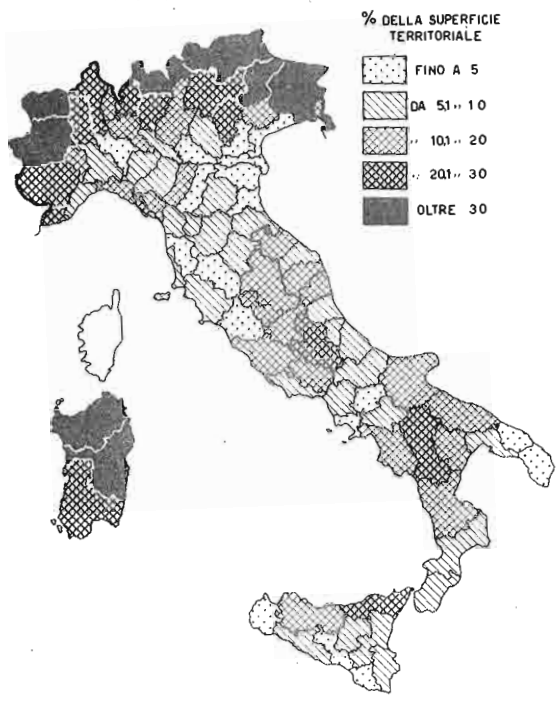 % DELLA SUPERFICIE
TERRITORIALE
FINO A 5
DA 5,1 „ 10
„ 10,1 „ 20
„ 20,1 „ 30
OLTRE 30